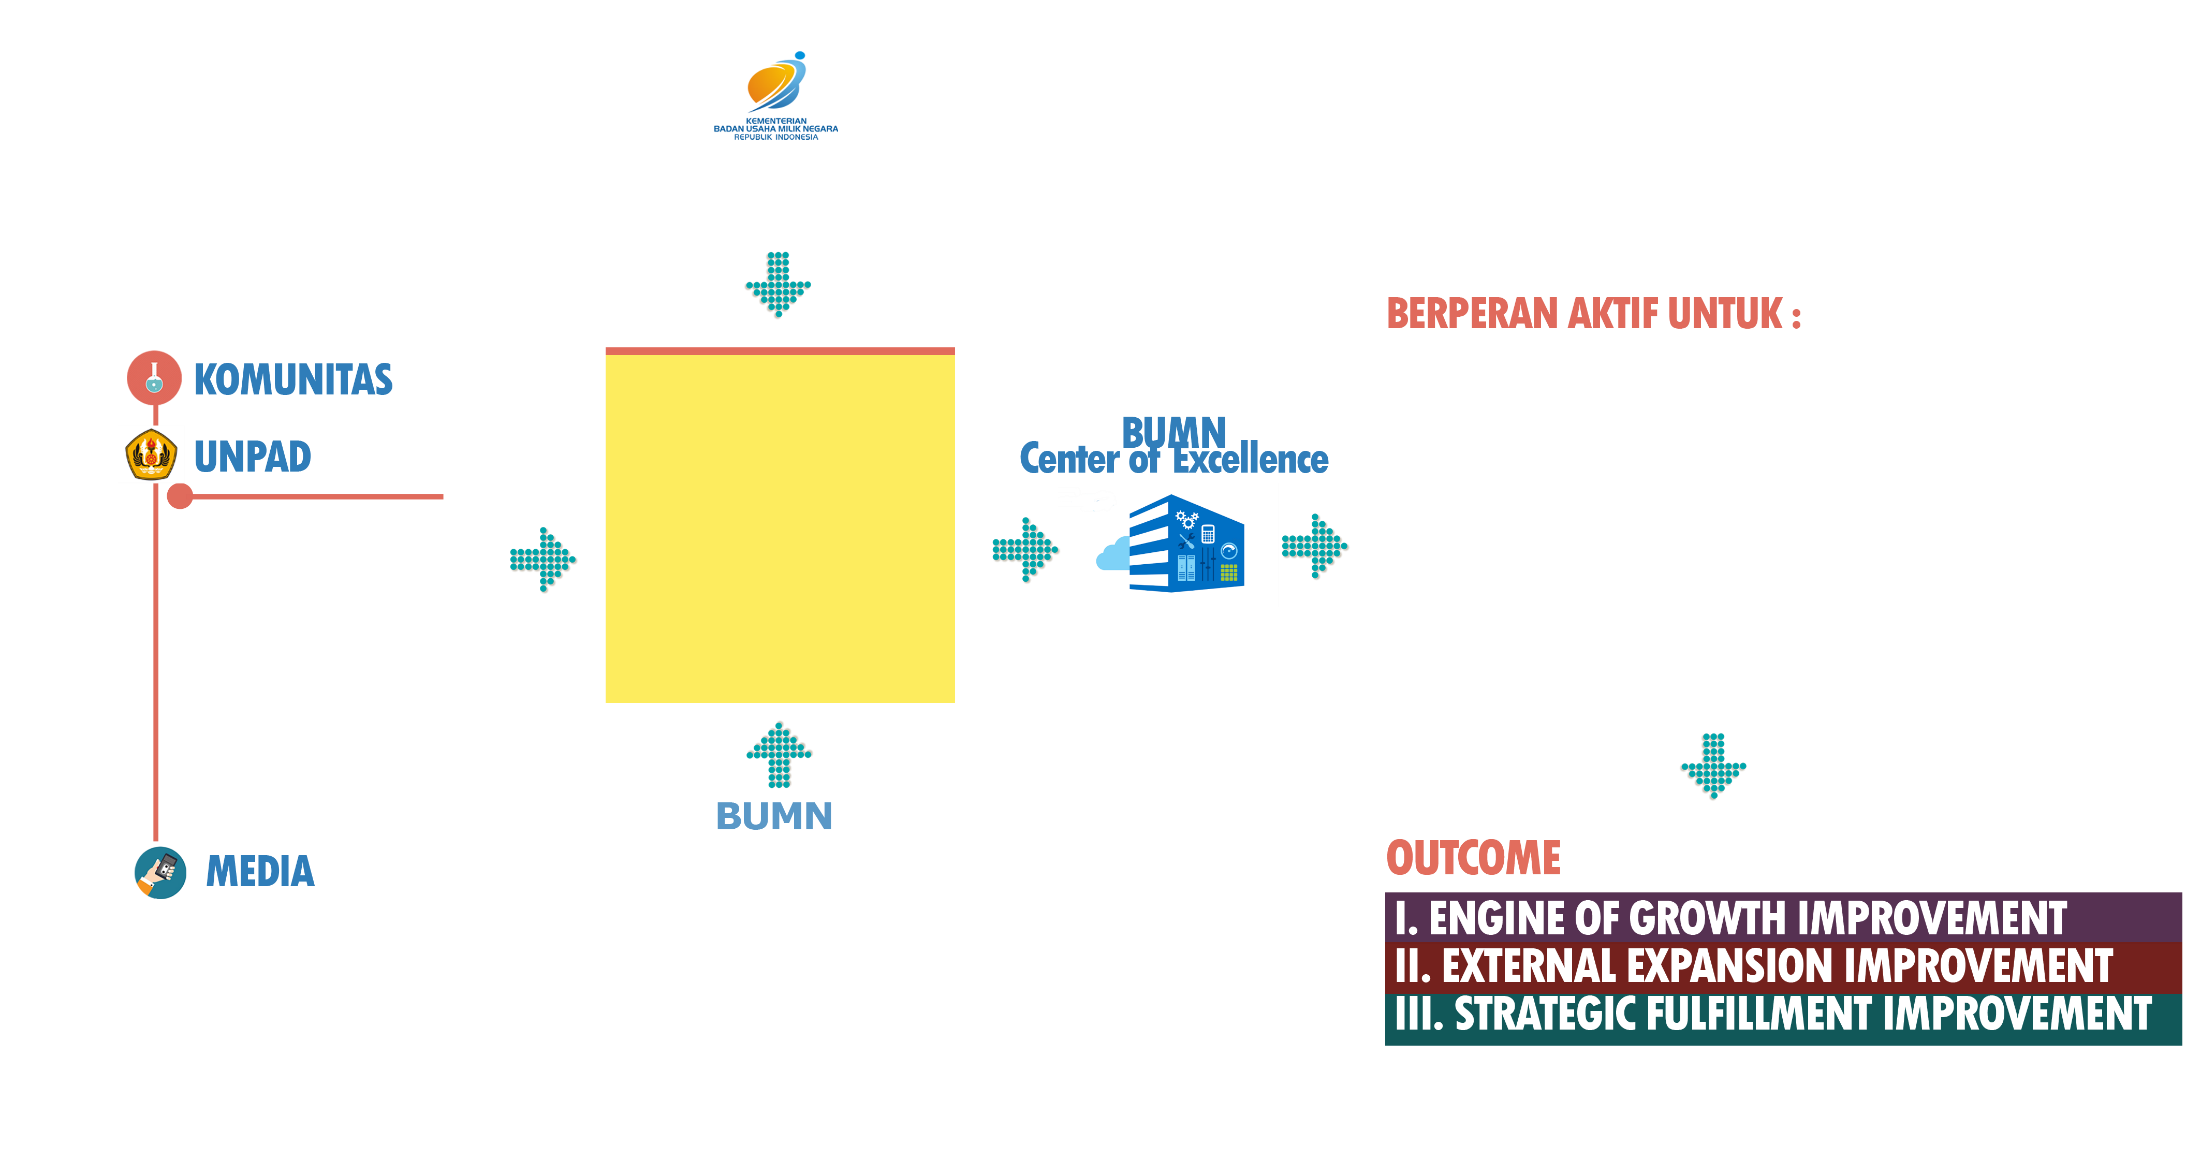 KEMENTERIAN
BADAN USAHA MILIK NEGARA
REPUBLIK INDONESIA
BERPERAN AKTIF UNTUK :
KOMUNITAS
UNPAD
BUMN
Center of Excellence
BUMN
MEDIA
OUTCOME
I. ENGINE OF GROWTH IMPROVEMENT
II. EXTERNAL EXPANSION IMPROVEMENT
III. STRATEGIC FULFILLMENT IMPROVEMENT